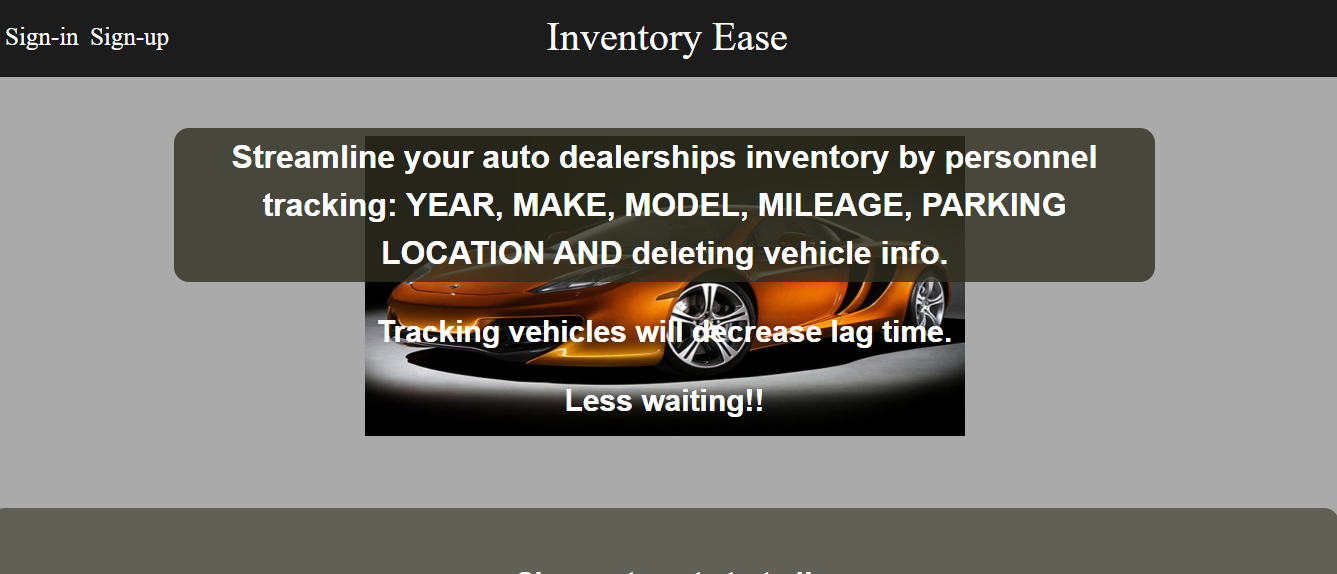 Sign-in Sign-up
Inventory Ease
Streamline your auto dealerships inventory by personnel
tracking: YEAR, MAKE, MODEL, MILEAGE, PARKING
LOCATION AND deleting vehicle info.
Tracking vehicles will decrease lag time.
Less waiting!!